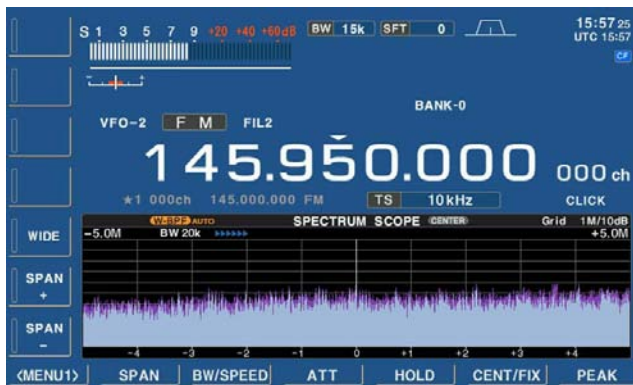 S 1 3 5 7 9 +20 +40 +60dB BW 15k SFT 0 15:57 25
UTC 15:57
CF
BANK-0
VFO-2 F M FIL2
145.950.000 000 ch
★1 000ch 145.000.000 FM TS 10kHz CLICK
W-BPF AUTO SPECTRUM SCOPE CENTER Grid 1M/10dB
WIDE -5.0M BW 20k ▶▶▶▶▶▶ +5.0M
SPAN
+
SPAN
-
-4 -3 -2 -1 0 +1 +2 +3 +4
<MENU1> SPAN BW/SPEED ATT HOLD CENT/FIX PEAK